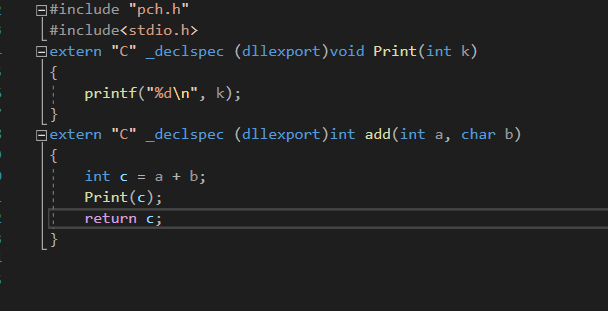 #include "pch.h"
#include<stdio.h>
extern "C" _declspec (dllexport)void Print(int k)
{
printf("%d\n", k);
}
extern "C" _declspec (dllexport)int add(int a, char b)
{
int c = a + b;
Print(c);
return c;
}